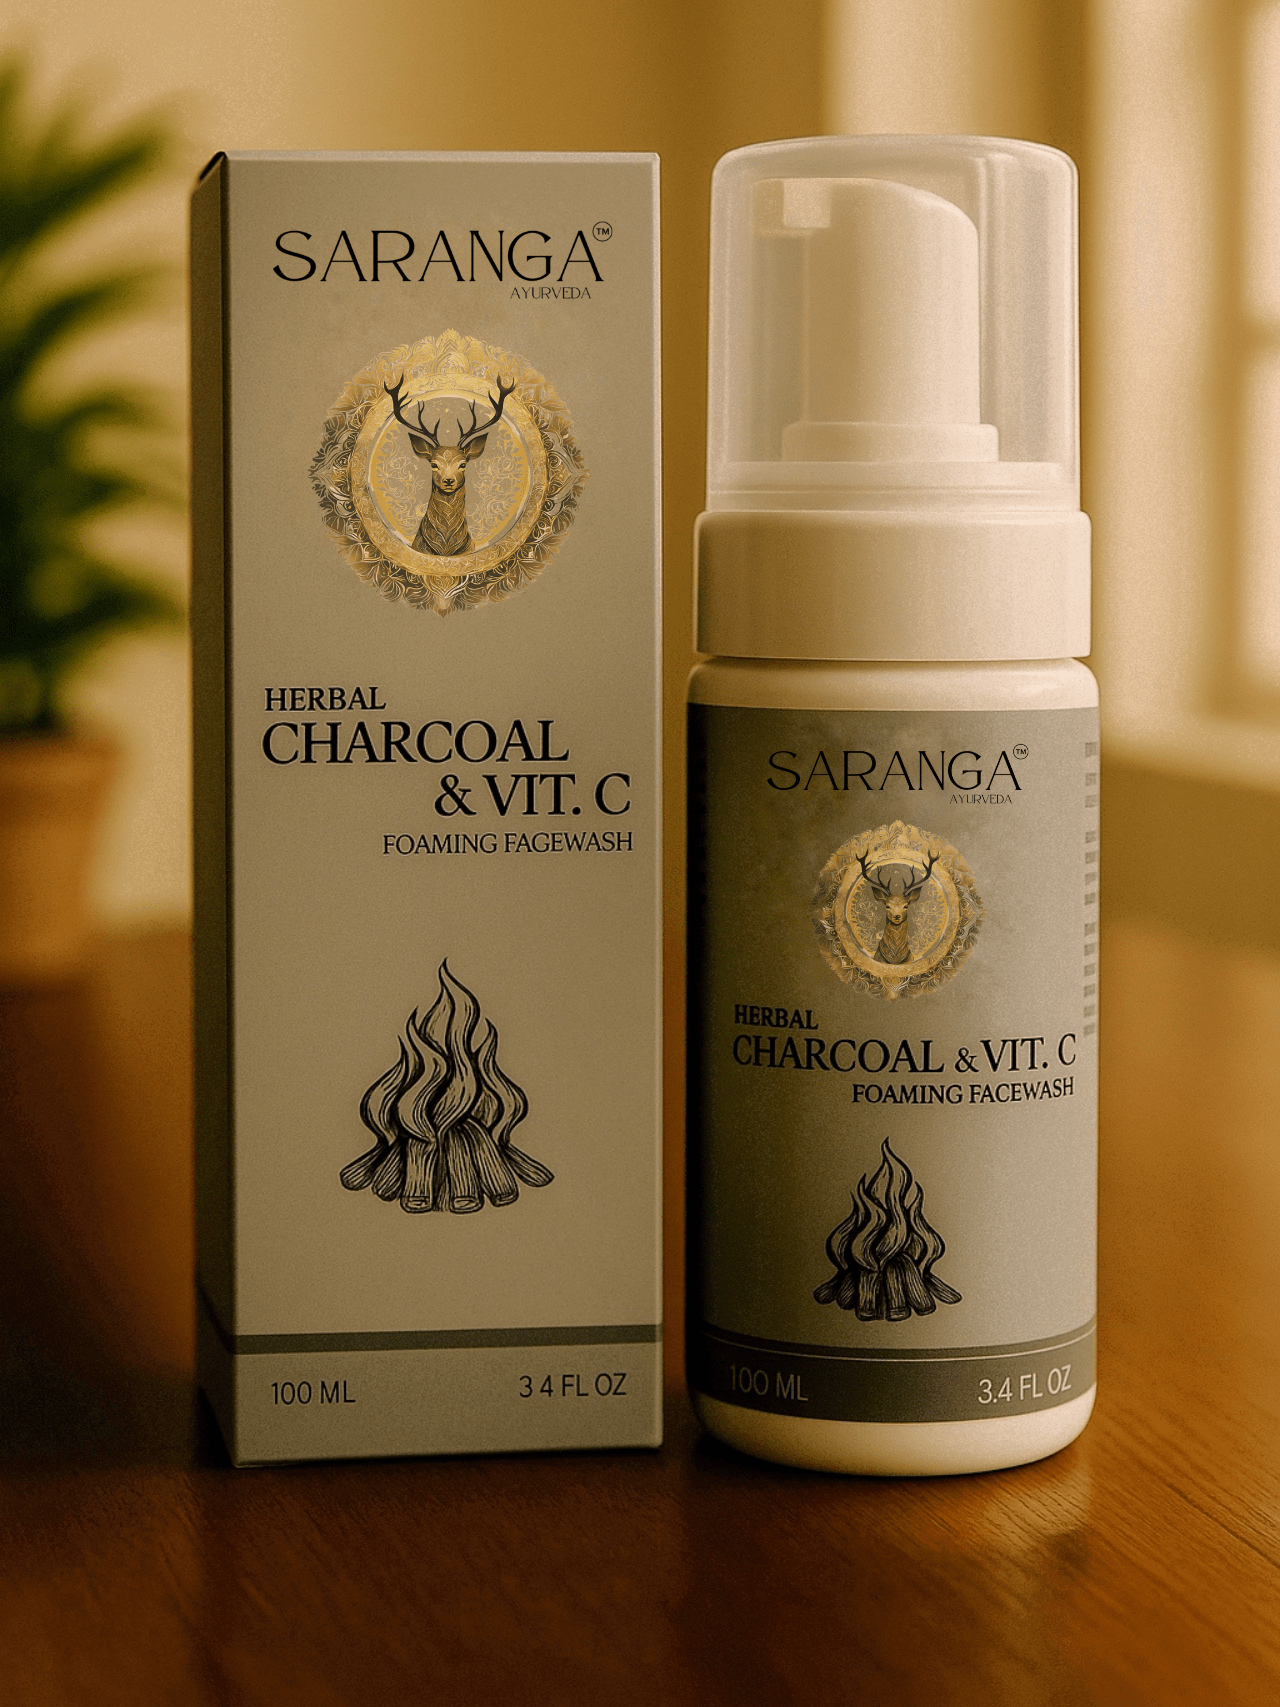 SARANGA™
AYURVEDA
HERBAL
CHARCOAL
& VIT. C
FOAMING FAGEWASH
100 ML
3 4 FL OZ
SARANGA™
AYURVEDA
HERBAL
CHARCOAL & VIT. C
FOAMING FACEWASH
100 ML
3.4 FL OZ